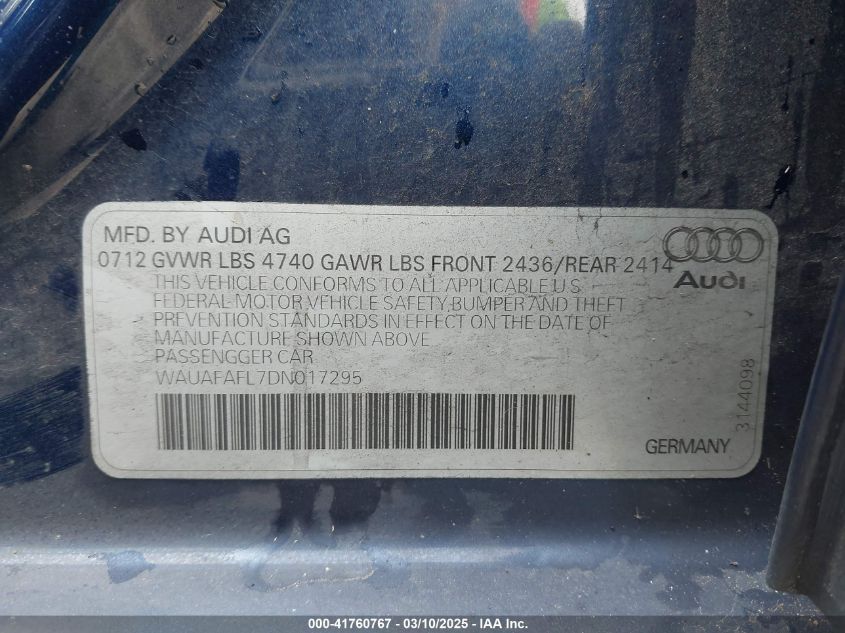 MFD. BY AUDI AG
0712 GVWR LBS 4740 GAWR LBS FRONT 2436/REAR 2414
Audi
THIS VEHICLE CONFORMS TO ALL APPLICABLE U.S
FEDERAL MOTOR VEHICLE SAFETY,BUMPER AND THEFT
PREVENTION STANDARDS IN EFFECT ON THE DATE OF
MANUFACTURE SHOWN ABOVE
PASSENGGER CAR
WAUAFAFL7DN017295
3144098
GERMANY
000-41760767 — 03/10/2025 — IAA Inc.